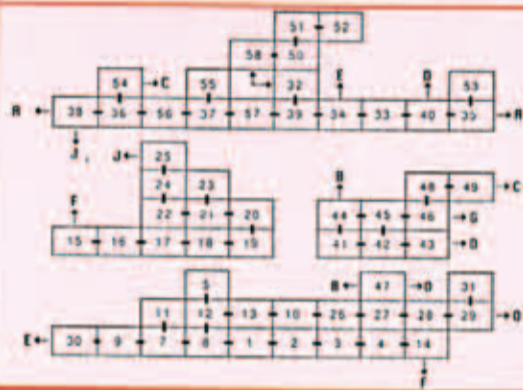 51 52
58 50
54 C 55 32 E D 53
A 38 36 56 37 57 39 34 33 40 35 A
J J 25
24 23 B 48 49 C
F 22 21 20 44 45 46 G
15 16 17 18 19 41 42 43 D
5 B 47 D 31
11 12 13 10 26 27 28 29
E 30 9 7 8 1 2 3 4 14
F